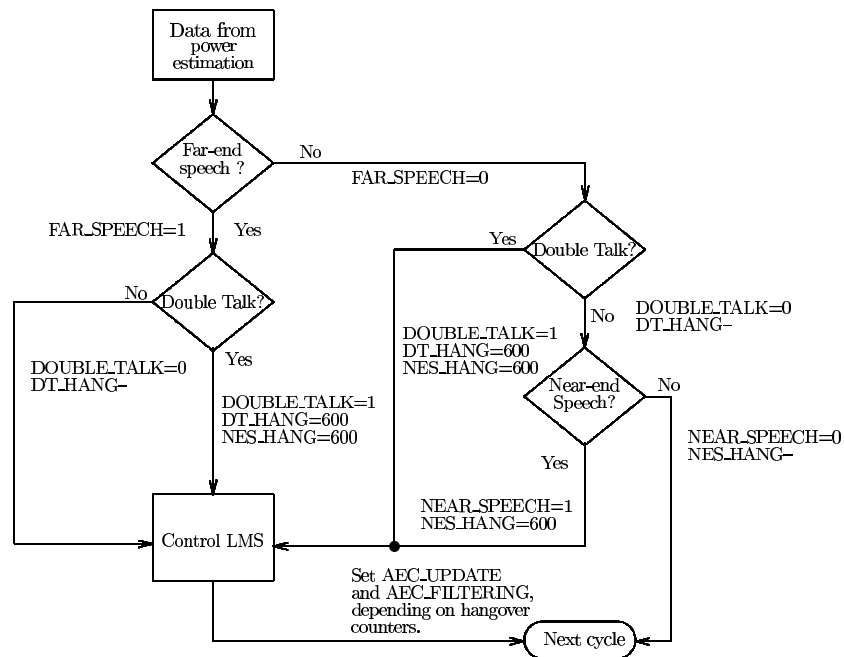 Data from
power
estimation
Far-end
speech ?
No
FAR_SPEECH=0
FAR_SPEECH=1
Yes
Yes
Double Talk?
No
Double Talk?
No
DOUBLE_TALK=0
DT_HANG–
DOUBLE_TALK=1
DT_HANG=600
NES_HANG=600
Yes
DOUBLE_TALK=0
DT_HANG–
Near-end
Speech?
No
DOUBLE_TALK=1
DT_HANG=600
NES_HANG=600
NEAR_SPEECH=0
NES_HANG–
Yes
NEAR_SPEECH=1
NES_HANG=600
Control LMS
Set AEC_UPDATE
and AEC_FILTERING,
depending on hangover
counters.
Next cycle